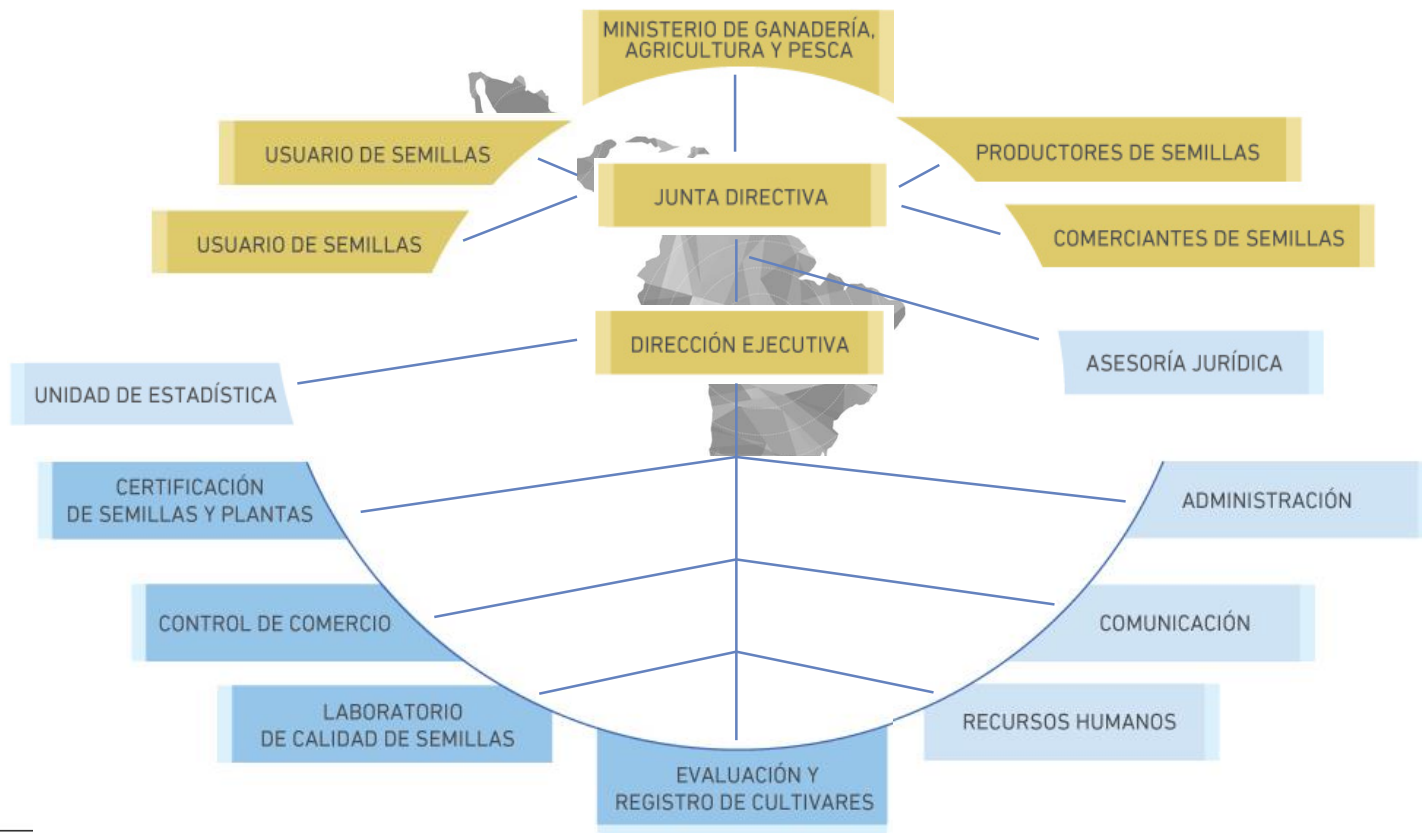 MINISTERIO DE GANADERÍA,
AGRICULTURA Y PESCA
USUARIO DE SEMILLAS
PRODUCTORES DE SEMILLAS
JUNTA DIRECTIVA
USUARIO DE SEMILLAS
COMERCIANTES DE SEMILLAS
DIRECCIÓN EJECUTIVA
ASESORÍA JURÍDICA
UNIDAD DE ESTADÍSTICA
CERTIFICACIÓN
DE SEMILLAS Y PLANTAS
ADMINISTRACIÓN
CONTROL DE COMERCIO
COMUNICACIÓN
LABORATORIO
DE CALIDAD DE SEMILLAS
RECURSOS HUMANOS
EVALUACIÓN Y
REGISTRO DE CULTIVARES